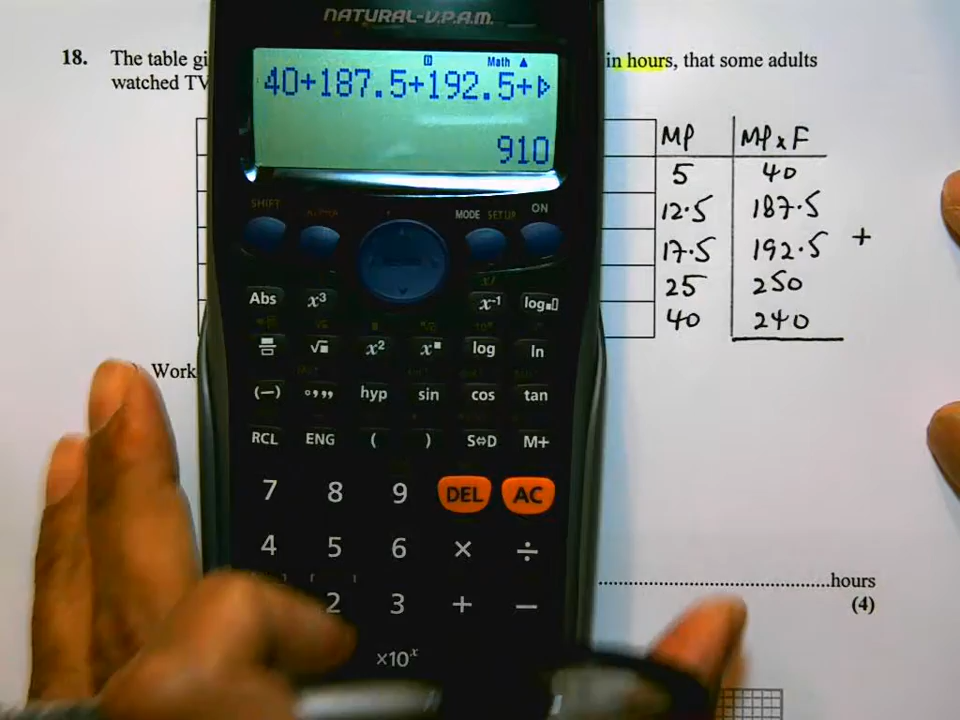 NATURAL-V.P.A.M.
18. The table gi in hours, that some adults
watched TV
Math
40+187.5+192.5+
910
MP MP x F
5 40
12.5 187.5
17.5 192.5 +
25 250
40 240
SHIFT ALPHA MODE SETUP ON
Abs x³ x⁻¹ log
√ x² x log ln
Work
(−) hyp sin cos tan
RCL ENG ( ) S⇔D M+
7 8 9 DEL AC
4 5 6 × ÷
2 3 + −
×10ˣ
hours
(4)